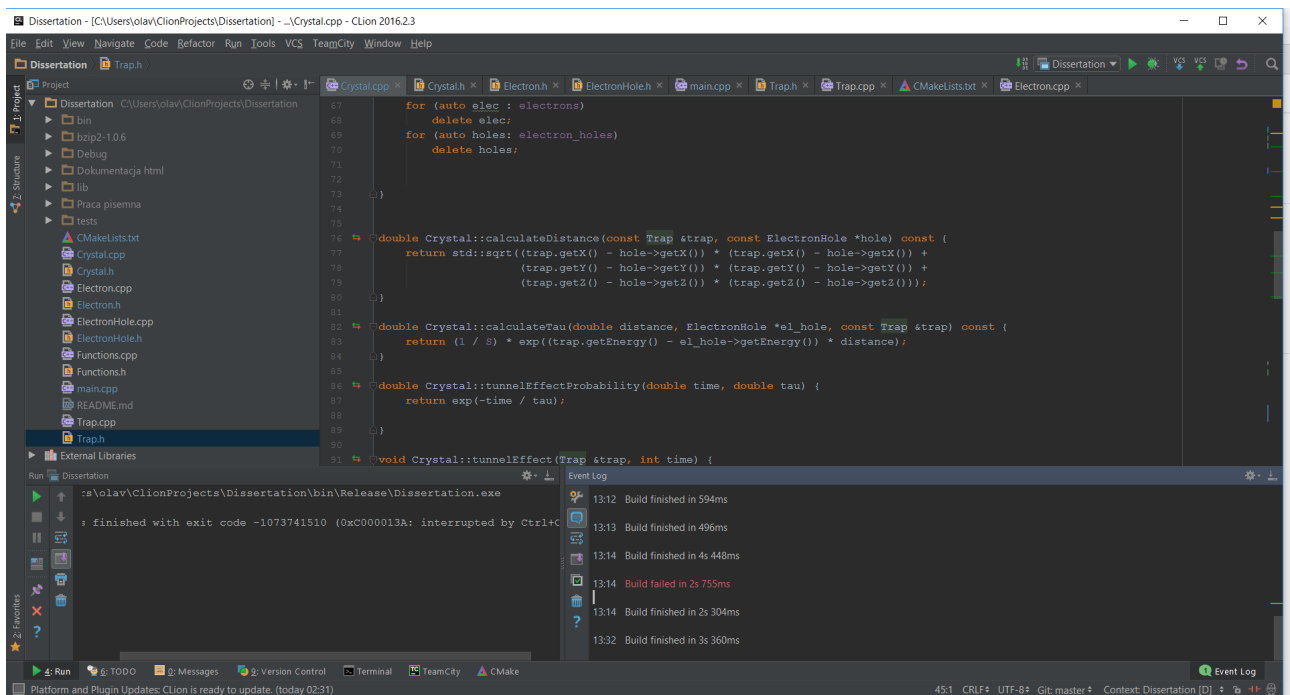 Dissertation - [C:\Users\olav\ClionProjects\Dissertation] - ...\Crystal.cpp - CLion 2016.2.3
File Edit View Navigate Code Refactor Run Tools VCS TeamCity Window Help
Dissertation Trap.h Dissertation VCS VCS
1: Project
Z: Structure
2: Favorites
Project
Dissertation C:\Users\olav\ClionProjects\Dissertation
bin
bzip2-1.0.6
Debug
Dokumentacja html
lib
Praca pisemna
tests
CMakeLists.txt
Crystal.cpp
Crystal.h
Electron.cpp
Electron.h
ElectronHole.cpp
ElectronHole.h
Functions.cpp
Functions.h
main.cpp
README.md
Trap.cpp
Trap.h
External Libraries
Crystal.cpp Crystal.h Electron.h ElectronHole.h main.cpp Trap.h Trap.cpp CMakeLists.txt Electron.cpp
67 for (auto elec : electrons)
68 delete elec;
69 for (auto holes: electron_holes)
70 delete holes;
71
72
73 }
74
75
76 double Crystal::calculateDistance(const Trap &trap, const ElectronHole *hole) const {
77 return std::sqrt((trap.getX() - hole->getX()) * (trap.getX() - hole->getX()) +
78 (trap.getY() - hole->getY()) * (trap.getY() - hole->getY()) +
79 (trap.getZ() - hole->getZ()) * (trap.getZ() - hole->getZ()));
80 }
81
82 double Crystal::calculateTau(double distance, ElectronHole *el_hole, const Trap &trap) const {
83 return (1 / S) * exp((trap.getEnergy() - el_hole->getEnergy()) * distance);
84 }
85
86 double Crystal::tunnelEffectProbability(double time, double tau) {
87 return exp(-time / tau);
88
89 }
90
91 void Crystal::tunnelEffect(Trap &trap, int time) {
Run Dissertation
:s\olav\ClionProjects\Dissertation\bin\Release\Dissertation.exe
s finished with exit code -1073741510 (0xC000013A: interrupted by Ctrl+C
Event Log
13:12 Build finished in 594ms
13:13 Build finished in 496ms
13:14 Build finished in 4s 448ms
13:14 Build failed in 2s 755ms
13:14 Build finished in 2s 304ms
13:32 Build finished in 3s 360ms
4: Run 6: TODO 0: Messages 9: Version Control Terminal TeamCity CMake 1 Event Log
Platform and Plugin Updates: CLion is ready to update. (today 02:31) 45:1 CRLF UTF-8 Git: master Context: Dissertation [D]